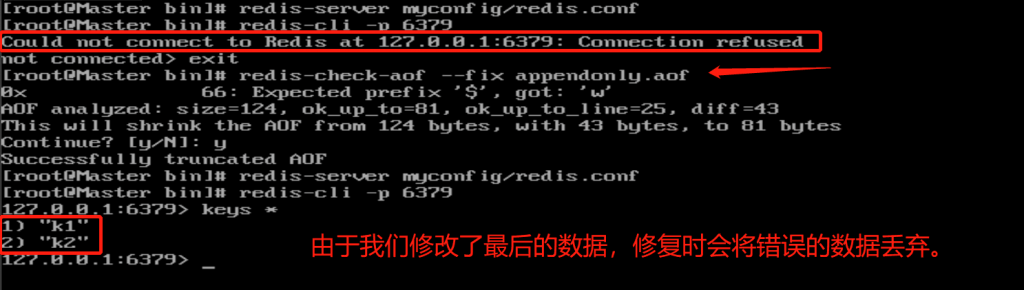 [root@Master bin]# redis-server myconfig/redis.conf
[root@Master bin]# redis-cli -p 6379
Could not connect to Redis at 127.0.0.1:6379: Connection refused
not connected> exit
[root@Master bin]# redis-check-aof --fix appendonly.aof
0x              66: Expected prefix '$', got: 'w'
AOF analyzed: size=124, ok_up_to=81, ok_up_to_line=25, diff=43
This will shrink the AOF from 124 bytes, with 43 bytes, to 81 bytes
Continue? [y/N]: y
Successfully truncated AOF
[root@Master bin]# redis-server myconfig/redis.conf
[root@Master bin]# redis-cli -p 6379
127.0.0.1:6379> keys *
1) "k1"
2) "k2"
127.0.0.1:6379> _
由于我们修改了最后的数据，修复时会将错误的数据丢弃。